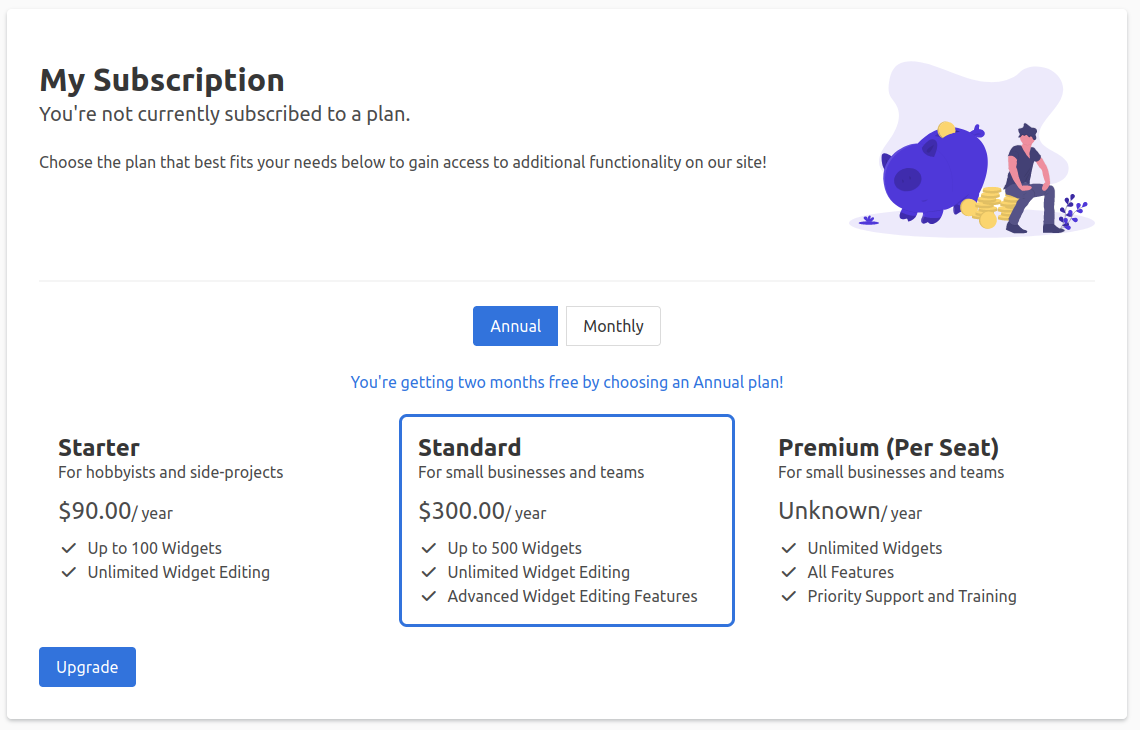 My Subscription
You're not currently subscribed to a plan.
Choose the plan that best fits your needs below to gain access to additional functionality on our site!
Annual
Monthly
You're getting two months free by choosing an Annual plan!
Starter
For hobbyists and side-projects
$90.00/ year
Up to 100 Widgets
Unlimited Widget Editing
Standard
For small businesses and teams
$300.00/ year
Up to 500 Widgets
Unlimited Widget Editing
Advanced Widget Editing Features
Premium (Per Seat)
For small businesses and teams
Unknown/ year
Unlimited Widgets
All Features
Priority Support and Training
Upgrade